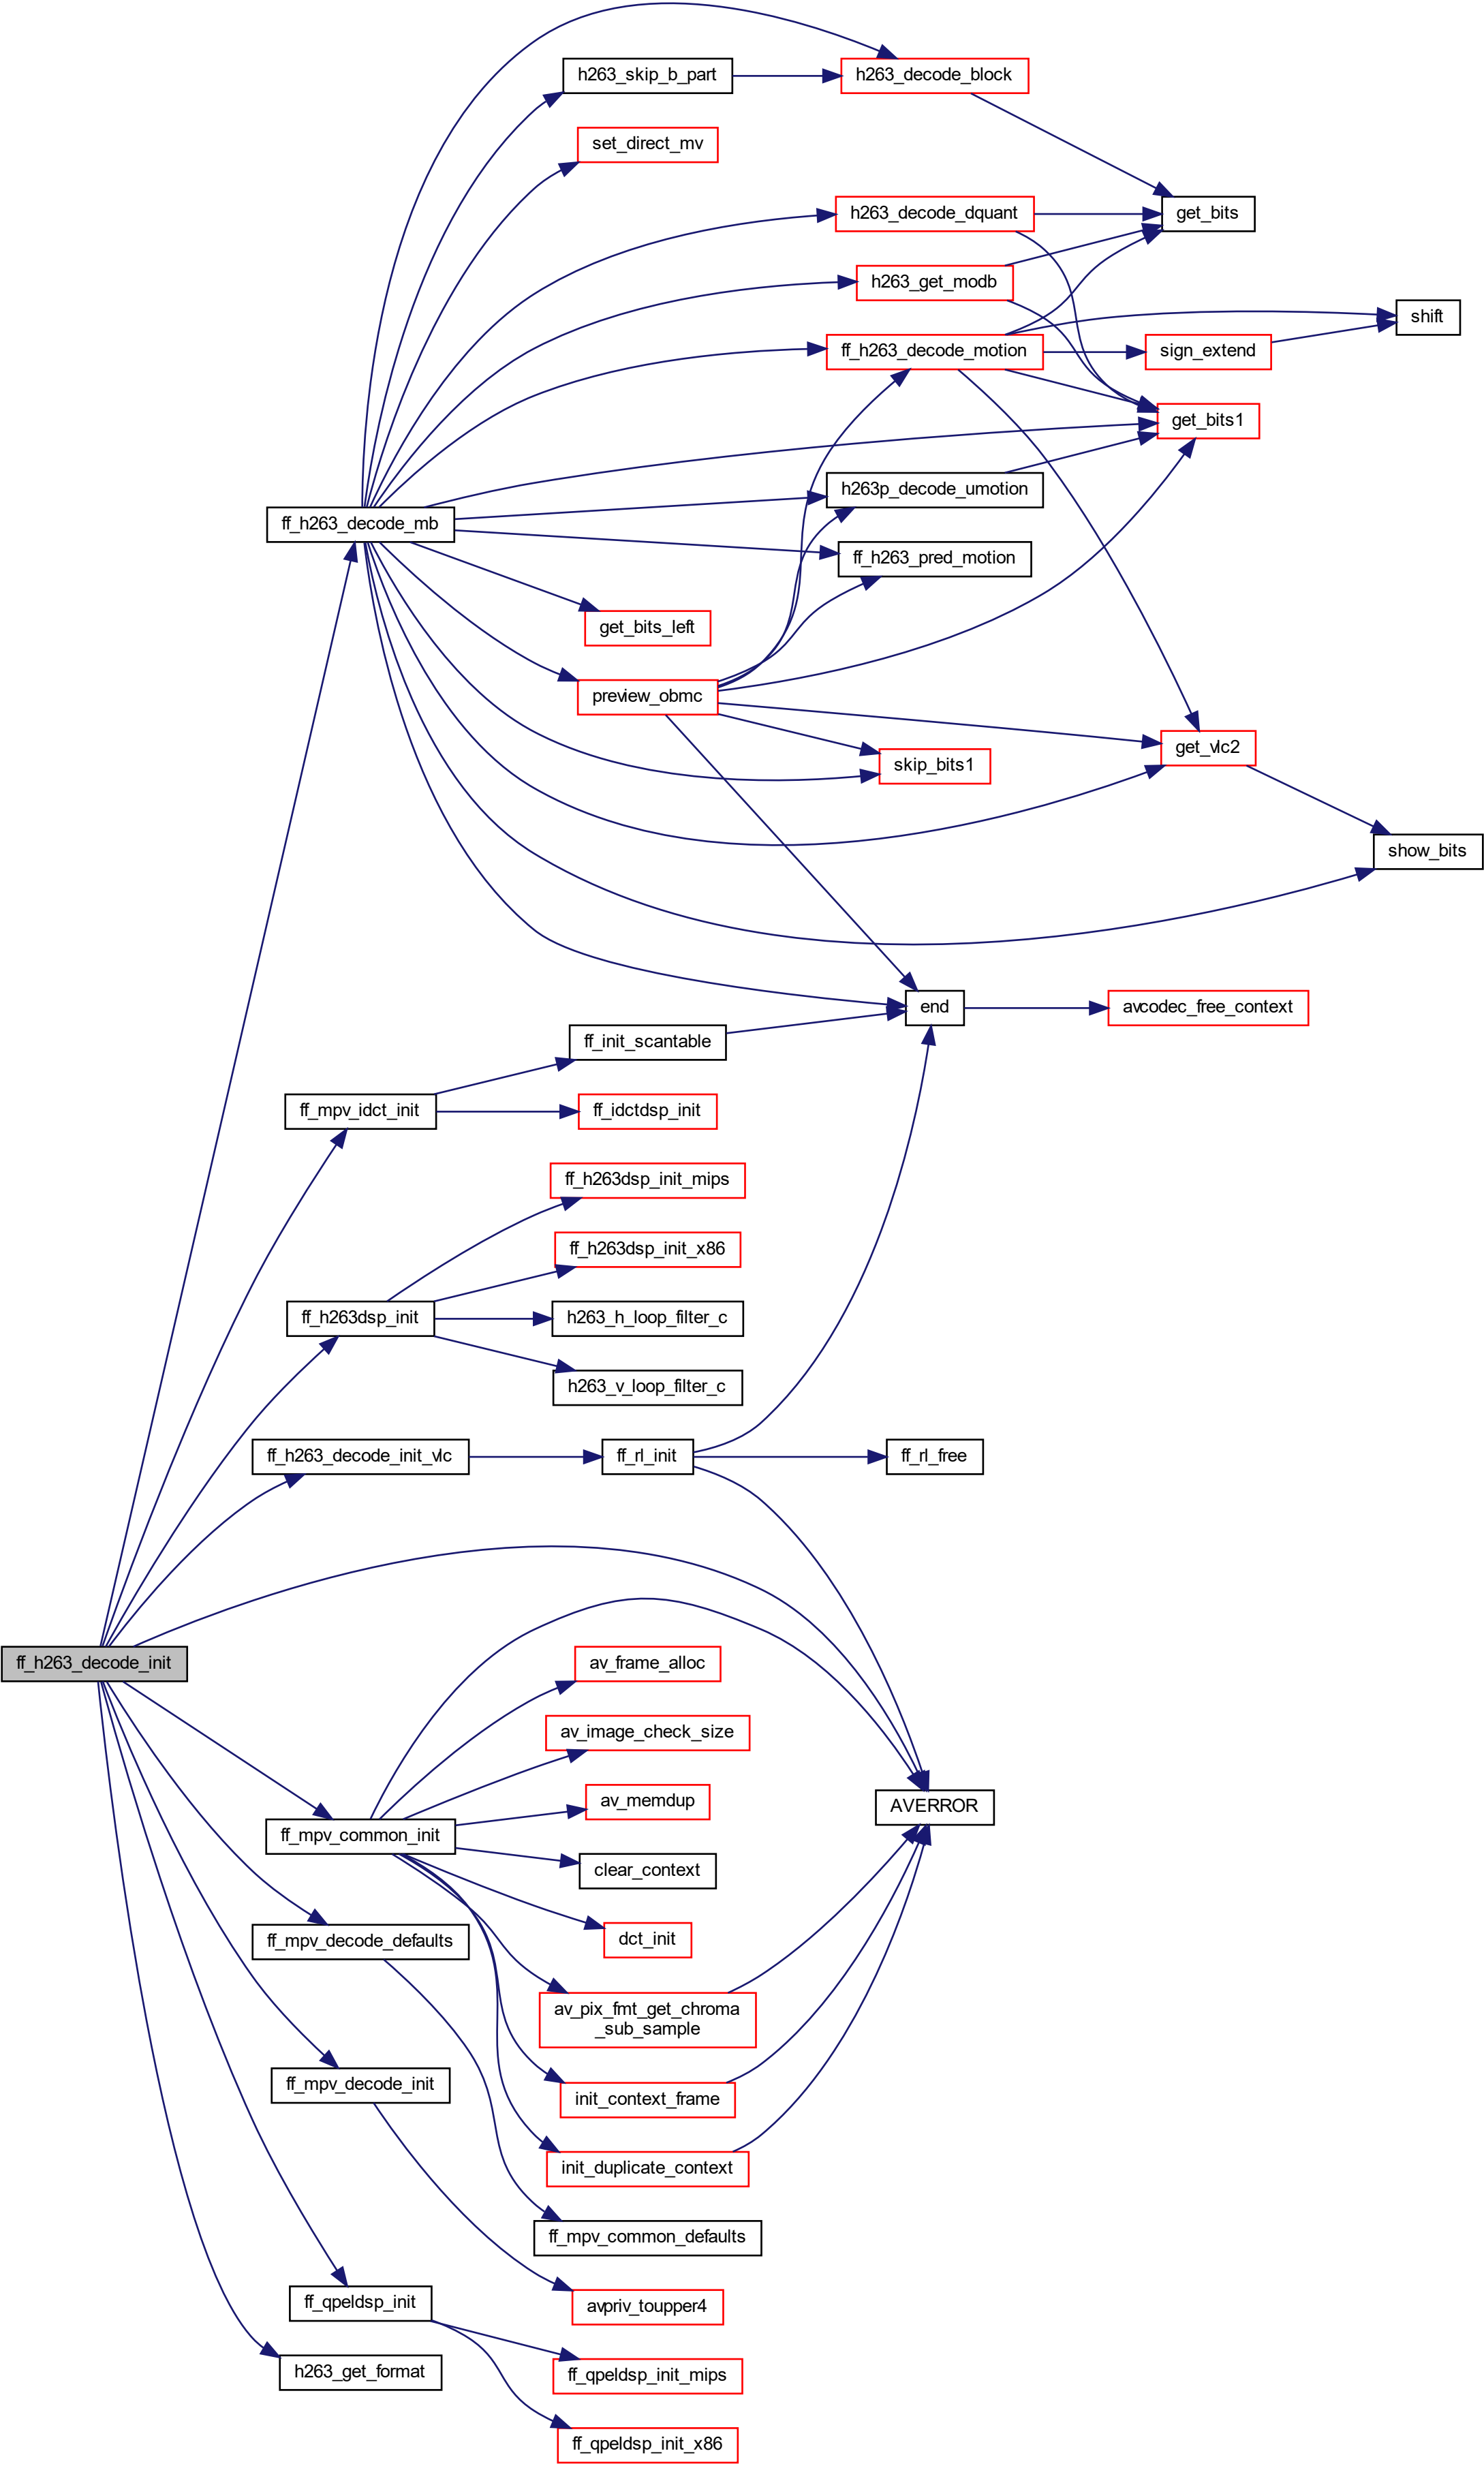 h263_skip_b_part
h263_decode_block
set_direct_mv
h263_decode_dquant
get_bits
h263_get_modb
shift
ff_h263_decode_motion
sign_extend
get_bits1
h263p_decode_umotion
ff_h263_decode_mb
ff_h263_pred_motion
get_bits_left
preview_obmc
get_vlc2
skip_bits1
show_bits
end
avcodec_free_context
ff_init_scantable
ff_mpv_idct_init
ff_idctdsp_init
ff_h263dsp_init_mips
ff_h263dsp_init_x86
ff_h263dsp_init
h263_h_loop_filter_c
h263_v_loop_filter_c
ff_h263_decode_init_vlc
ff_rl_init
ff_rl_free
ff_h263_decode_init
av_frame_alloc
av_image_check_size
av_memdup
AVERROR
ff_mpv_common_init
clear_context
ff_mpv_decode_defaults
dct_init
av_pix_fmt_get_chroma
_sub_sample
ff_mpv_decode_init
init_context_frame
init_duplicate_context
ff_mpv_common_defaults
ff_qpeldsp_init
avpriv_toupper4
h263_get_format
ff_qpeldsp_init_mips
ff_qpeldsp_init_x86